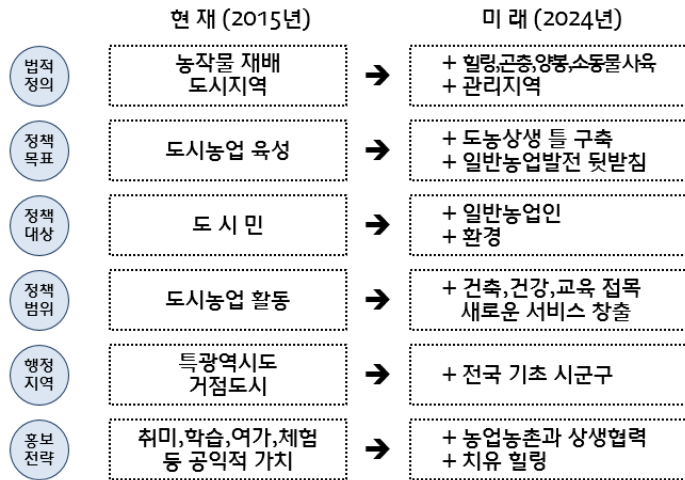 현 재 (2015년)
미 래 (2024년)
법적
정의
농작물 재배
도시지역
➔
+ 힐링,곤충,양봉,소동물사육
+ 관리지역
정책
목표
도시농업 육성
➔
+ 도농상생 틀 구축
+ 일반농업발전 뒷받침
정책
대상
도 시 민
➔
+ 일반농업인
+ 환경
정책
범위
도시농업 활동
➔
+ 건축,건강,교육 접목
새로운 서비스 창출
행정
지역
특광역시도
거점도시
➔
+ 전국 기초 시군구
홍보
전략
취미,학습,여가,체험
등 공익적 가치
➔
+ 농업농촌과 상생협력
+ 치유 힐링